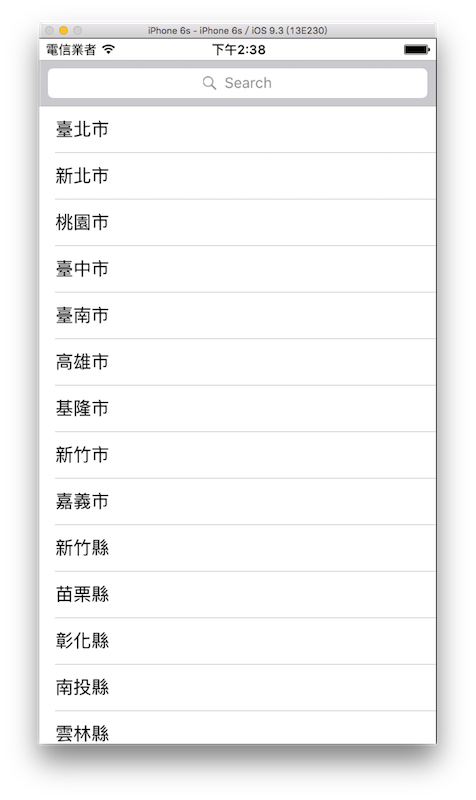 iPhone 6s - iPhone 6s / iOS 9.3 (13E230)
電信業者 下午2:38
Search
臺北市
新北市
桃園市
臺中市
臺南市
高雄市
基隆市
新竹市
嘉義市
新竹縣
苗栗縣
彰化縣
南投縣
雲林縣